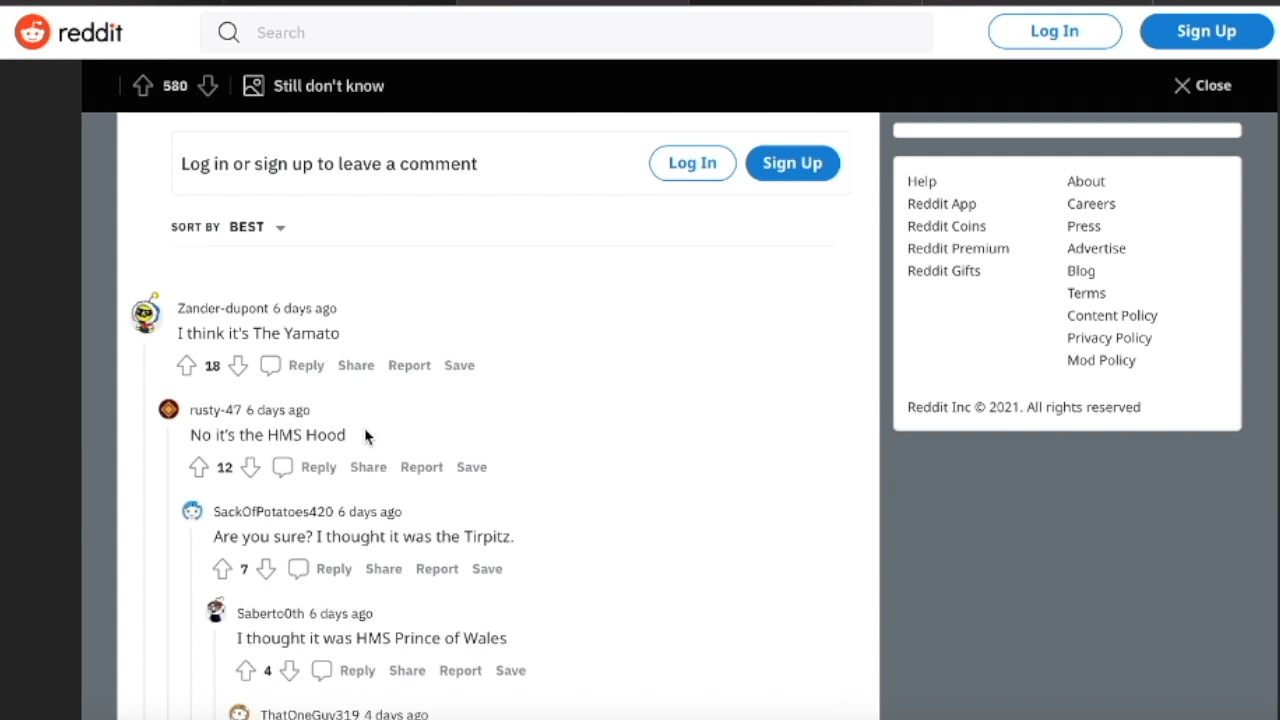 reddit
Search
Log In
Sign Up
580
Still don't know
Close
Log in or sign up to leave a comment
Log In
Sign Up
SORT BY BEST
Zander-dupont 6 days ago
I think it's The Yamato
18 Reply Share Report Save
rusty-47 6 days ago
No it's the HMS Hood
12 Reply Share Report Save
SackOfPotatoes420 6 days ago
Are you sure? I thought it was the Tirpitz.
7 Reply Share Report Save
Saberto0th 6 days ago
I thought it was HMS Prince of Wales
4 Reply Share Report Save
ThatOneGuy319 4 days ago
Help
Reddit App
Reddit Coins
Reddit Premium
Reddit Gifts
About
Careers
Press
Advertise
Blog
Terms
Content Policy
Privacy Policy
Mod Policy
Reddit Inc © 2021. All rights reserved